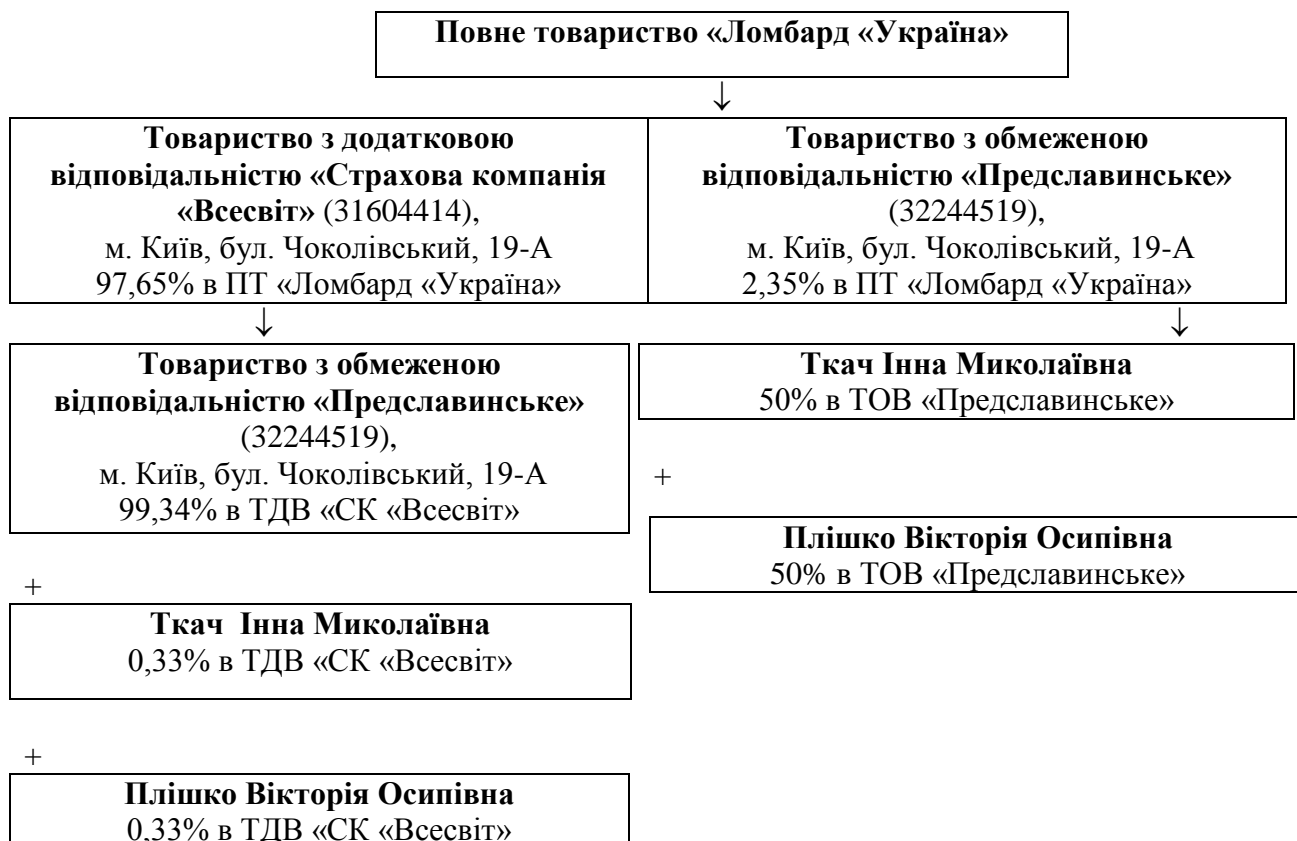 Повне товариство «Ломбард «Україна»
↓
Товариство з додатковою
відповідальністю «Страхова компанія
«Всесвіт» (31604414),
м. Київ, бул. Чоколівський, 19-А
97,65% в ПТ «Ломбард «Україна»
Товариство з обмеженою
відповідальністю «Предславинське»
(32244519),
м. Київ, бул. Чоколівський, 19-А
2,35% в ПТ «Ломбард «Україна»
↓
Товариство з обмеженою
відповідальністю «Предславинське»
(32244519),
м. Київ, бул. Чоколівський, 19-А
99,34% в ТДВ «СК «Всесвіт»
+
Ткач Інна Миколаївна
0,33% в ТДВ «СК «Всесвіт»
+
Плішко Вікторія Осипівна
0,33% в ТДВ «СК «Всесвіт»
↓
Ткач Інна Миколаївна
50% в ТОВ «Предславинське»
+
Плішко Вікторія Осипівна
50% в ТОВ «Предславинське»